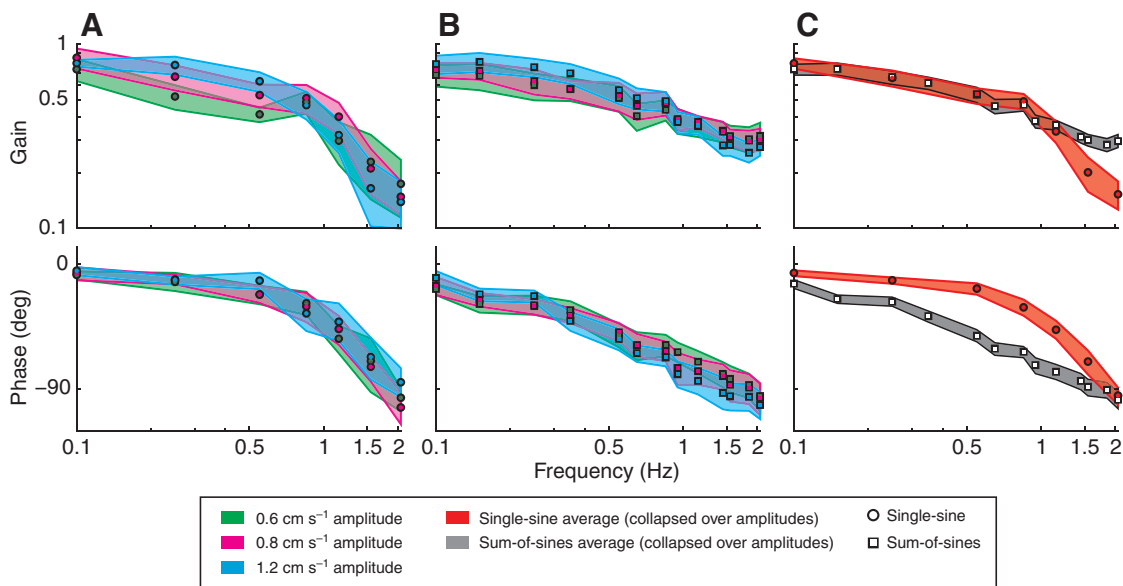 A B C
1
0.5
0.1
Gain
0
–90
Phase (deg)
0.1 0.5 1 1.5 2 0.1 0.5 1 1.5 2 0.1 0.5 1 1.5 2
Frequency (Hz)
0.6 cm s⁻¹ amplitude
0.8 cm s⁻¹ amplitude
1.2 cm s⁻¹ amplitude
Single-sine average (collapsed over amplitudes)
Sum-of-sines average (collapsed over amplitudes)
Single-sine
Sum-of-sines